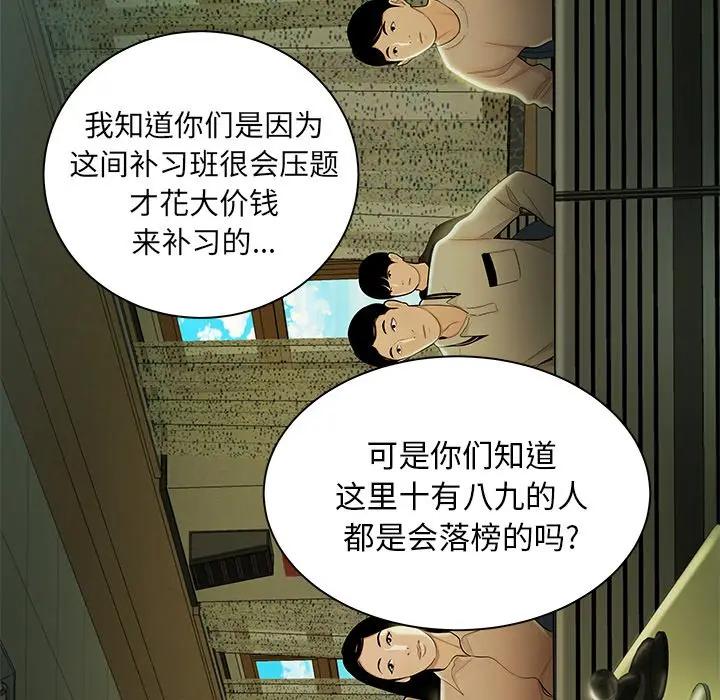 我知道你们是因为
这间补习班很会压题
才花大价钱
来补习的...
可是你们知道
这里十有八九的人
都是会落榜的吗?